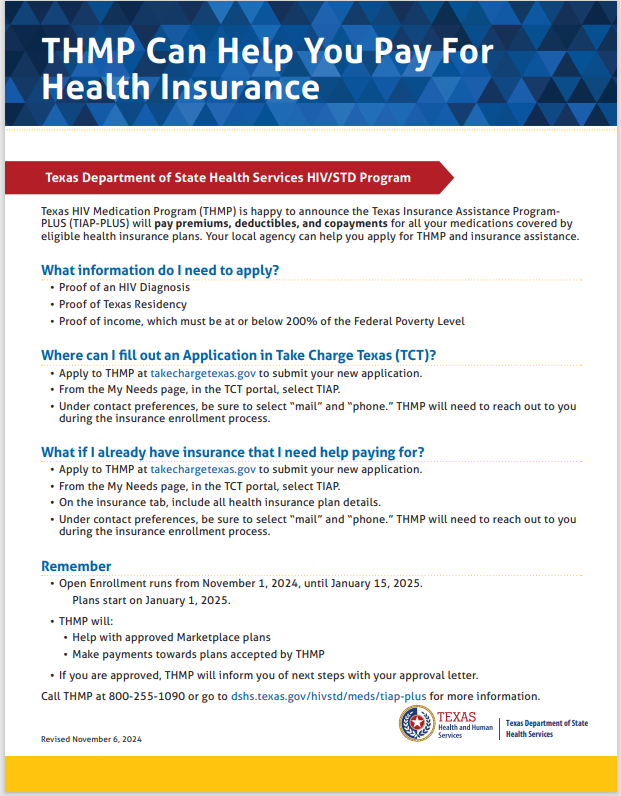 THMP Can Help You Pay For
Health Insurance
Texas Department of State Health Services HIV/STD Program
Texas HIV Medication Program (THMP) is happy to announce the Texas Insurance Assistance Program-
PLUS (TIAP-PLUS) will pay premiums, deductibles, and copayments for all your medications covered by
eligible health insurance plans. Your local agency can help you apply for THMP and insurance assistance.
What information do I need to apply?
• Proof of an HIV Diagnosis
• Proof of Texas Residency
• Proof of income, which must be at or below 200% of the Federal Poverty Level
Where can I fill out an Application in Take Charge Texas (TCT)?
• Apply to THMP at takechargetexas.gov to submit your new application.
• From the My Needs page, in the TCT portal, select TIAP.
• Under contact preferences, be sure to select “mail” and “phone.” THMP will need to reach out to you
during the insurance enrollment process.
What if I already have insurance that I need help paying for?
• Apply to THMP at takechargetexas.gov to submit your new application.
• From the My Needs page, in the TCT portal, select TIAP.
• On the insurance tab, include all health insurance plan details.
• Under contact preferences, be sure to select “mail” and “phone.” THMP will need to reach out to you
during the insurance enrollment process.
Remember
• Open Enrollment runs from November 1, 2024, until January 15, 2025.
Plans start on January 1, 2025.
• THMP will:
• Help with approved Marketplace plans
• Make payments towards plans accepted by THMP
• If you are approved, THMP will inform you of next steps with your approval letter.
Call THMP at 800-255-1090 or go to dshs.texas.gov/hivstd/meds/tiap-plus for more information.
TEXAS
Health and Human
Services
Texas Department of State
Health Services
Revised November 6, 2024